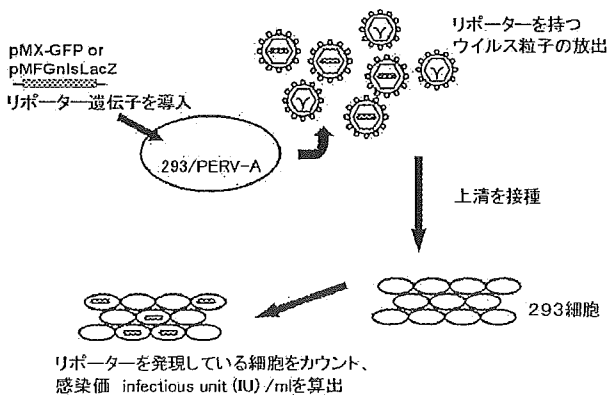 pMX-GFP or
pMFGnlsLacZ
リポーター遺伝子を導入
293/PERV-A
リポーターを持つ
ウイルス粒子の放出
上清を接種
293細胞
リポーターを発現している細胞をカウント、
感染価 infectious unit (IU) /mlを算出